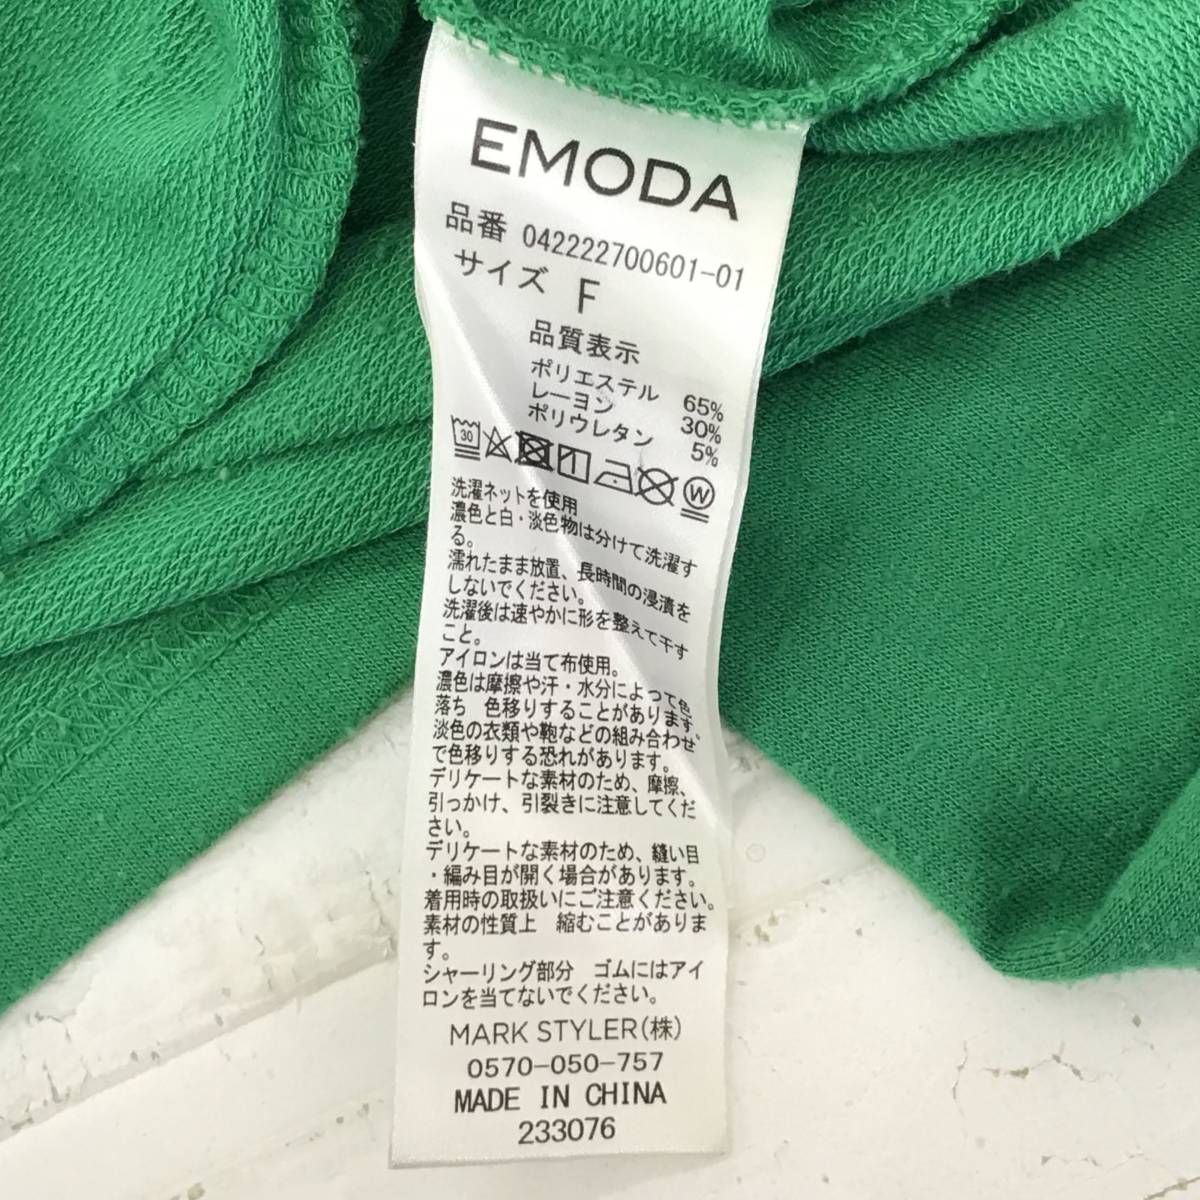 EMODA
品番 042222700601-01
サイズ F
品質表示
ポリエステル 65%
レーヨン 30%
ポリウレタン 5%
30
W
洗濯ネットを使用
濃色と白・淡色物は分けて洗濯す
る。
濡れたまま放置、長時間の浸漬を
しないでください。
洗濯後は速やかに形を整えて干す
こと。
アイロンは当て布使用。
濃色は摩擦や汗・水分によって色
落ち 色移りすることがあります。
淡色の衣類や鞄などの組み合わせ
で色移りする恐れがあります。
デリケートな素材のため、摩擦、
引っかけ、引裂きに注意してくだ
さい。
デリケートな素材のため、縫い目
・編み目が開く場合があります。
着用時の取扱いにご注意ください。
素材の性質上 縮むことがありま
す。
シャーリング部分 ゴムにはアイ
ロンを当てないでください。
MARK STYLER(株)
0570-050-757
MADE IN CHINA
233076